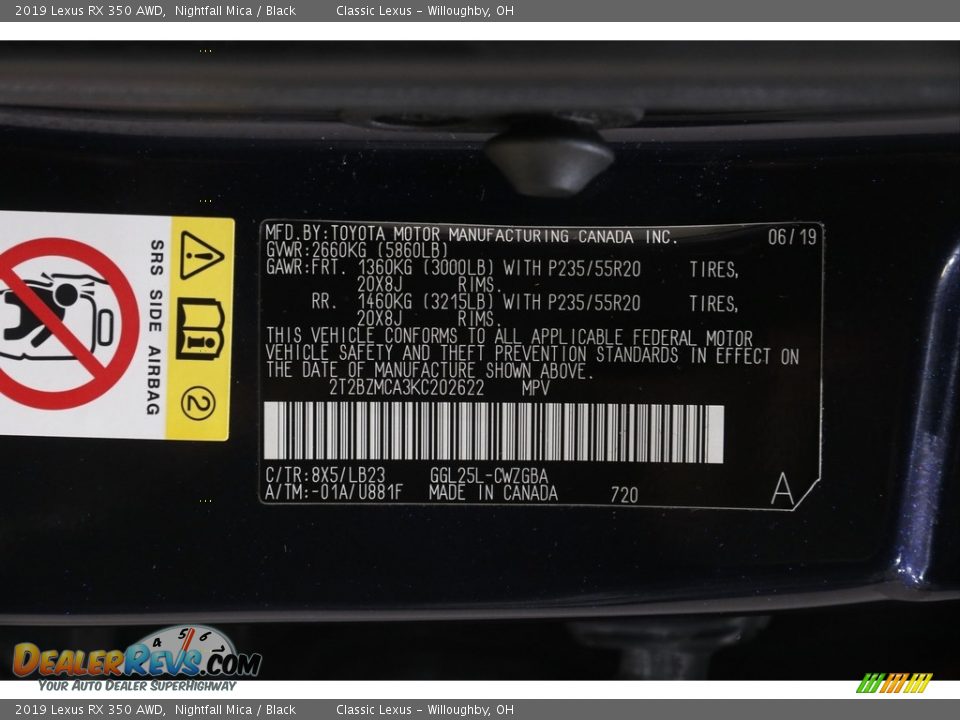 2019 Lexus RX 350 AWD, Nightfall Mica / Black Classic Lexus - Willoughby, OH
MFD.BY:TOYOTA MOTOR MANUFACTURING CANADA INC. 06/19
GVWR:2660KG (5860LB)
GAWR:FRT. 1360KG (3000LB) WITH P235/55R20 TIRES,
20X8J RIMS.
RR. 1460KG (3215LB) WITH P235/55R20 TIRES,
20X8J RIMS.
THIS VEHICLE CONFORMS TO ALL APPLICABLE FEDERAL MOTOR
VEHICLE SAFETY AND THEFT PREVENTION STANDARDS IN EFFECT ON
THE DATE OF MANUFACTURE SHOWN ABOVE.
2T2BZMCA3KC202622 MPV
C/TR:8X5/LB23 GGL25L-CWZGBA
A/TM:-01A/U881F MADE IN CANADA 720
A
SRS SIDE AIRBAG
2
4 5 6 7
DEALERREVS.COM
YOUR AUTO DEALER SUPERHIGHWAY
2019 Lexus RX 350 AWD, Nightfall Mica / Black Classic Lexus - Willoughby, OH